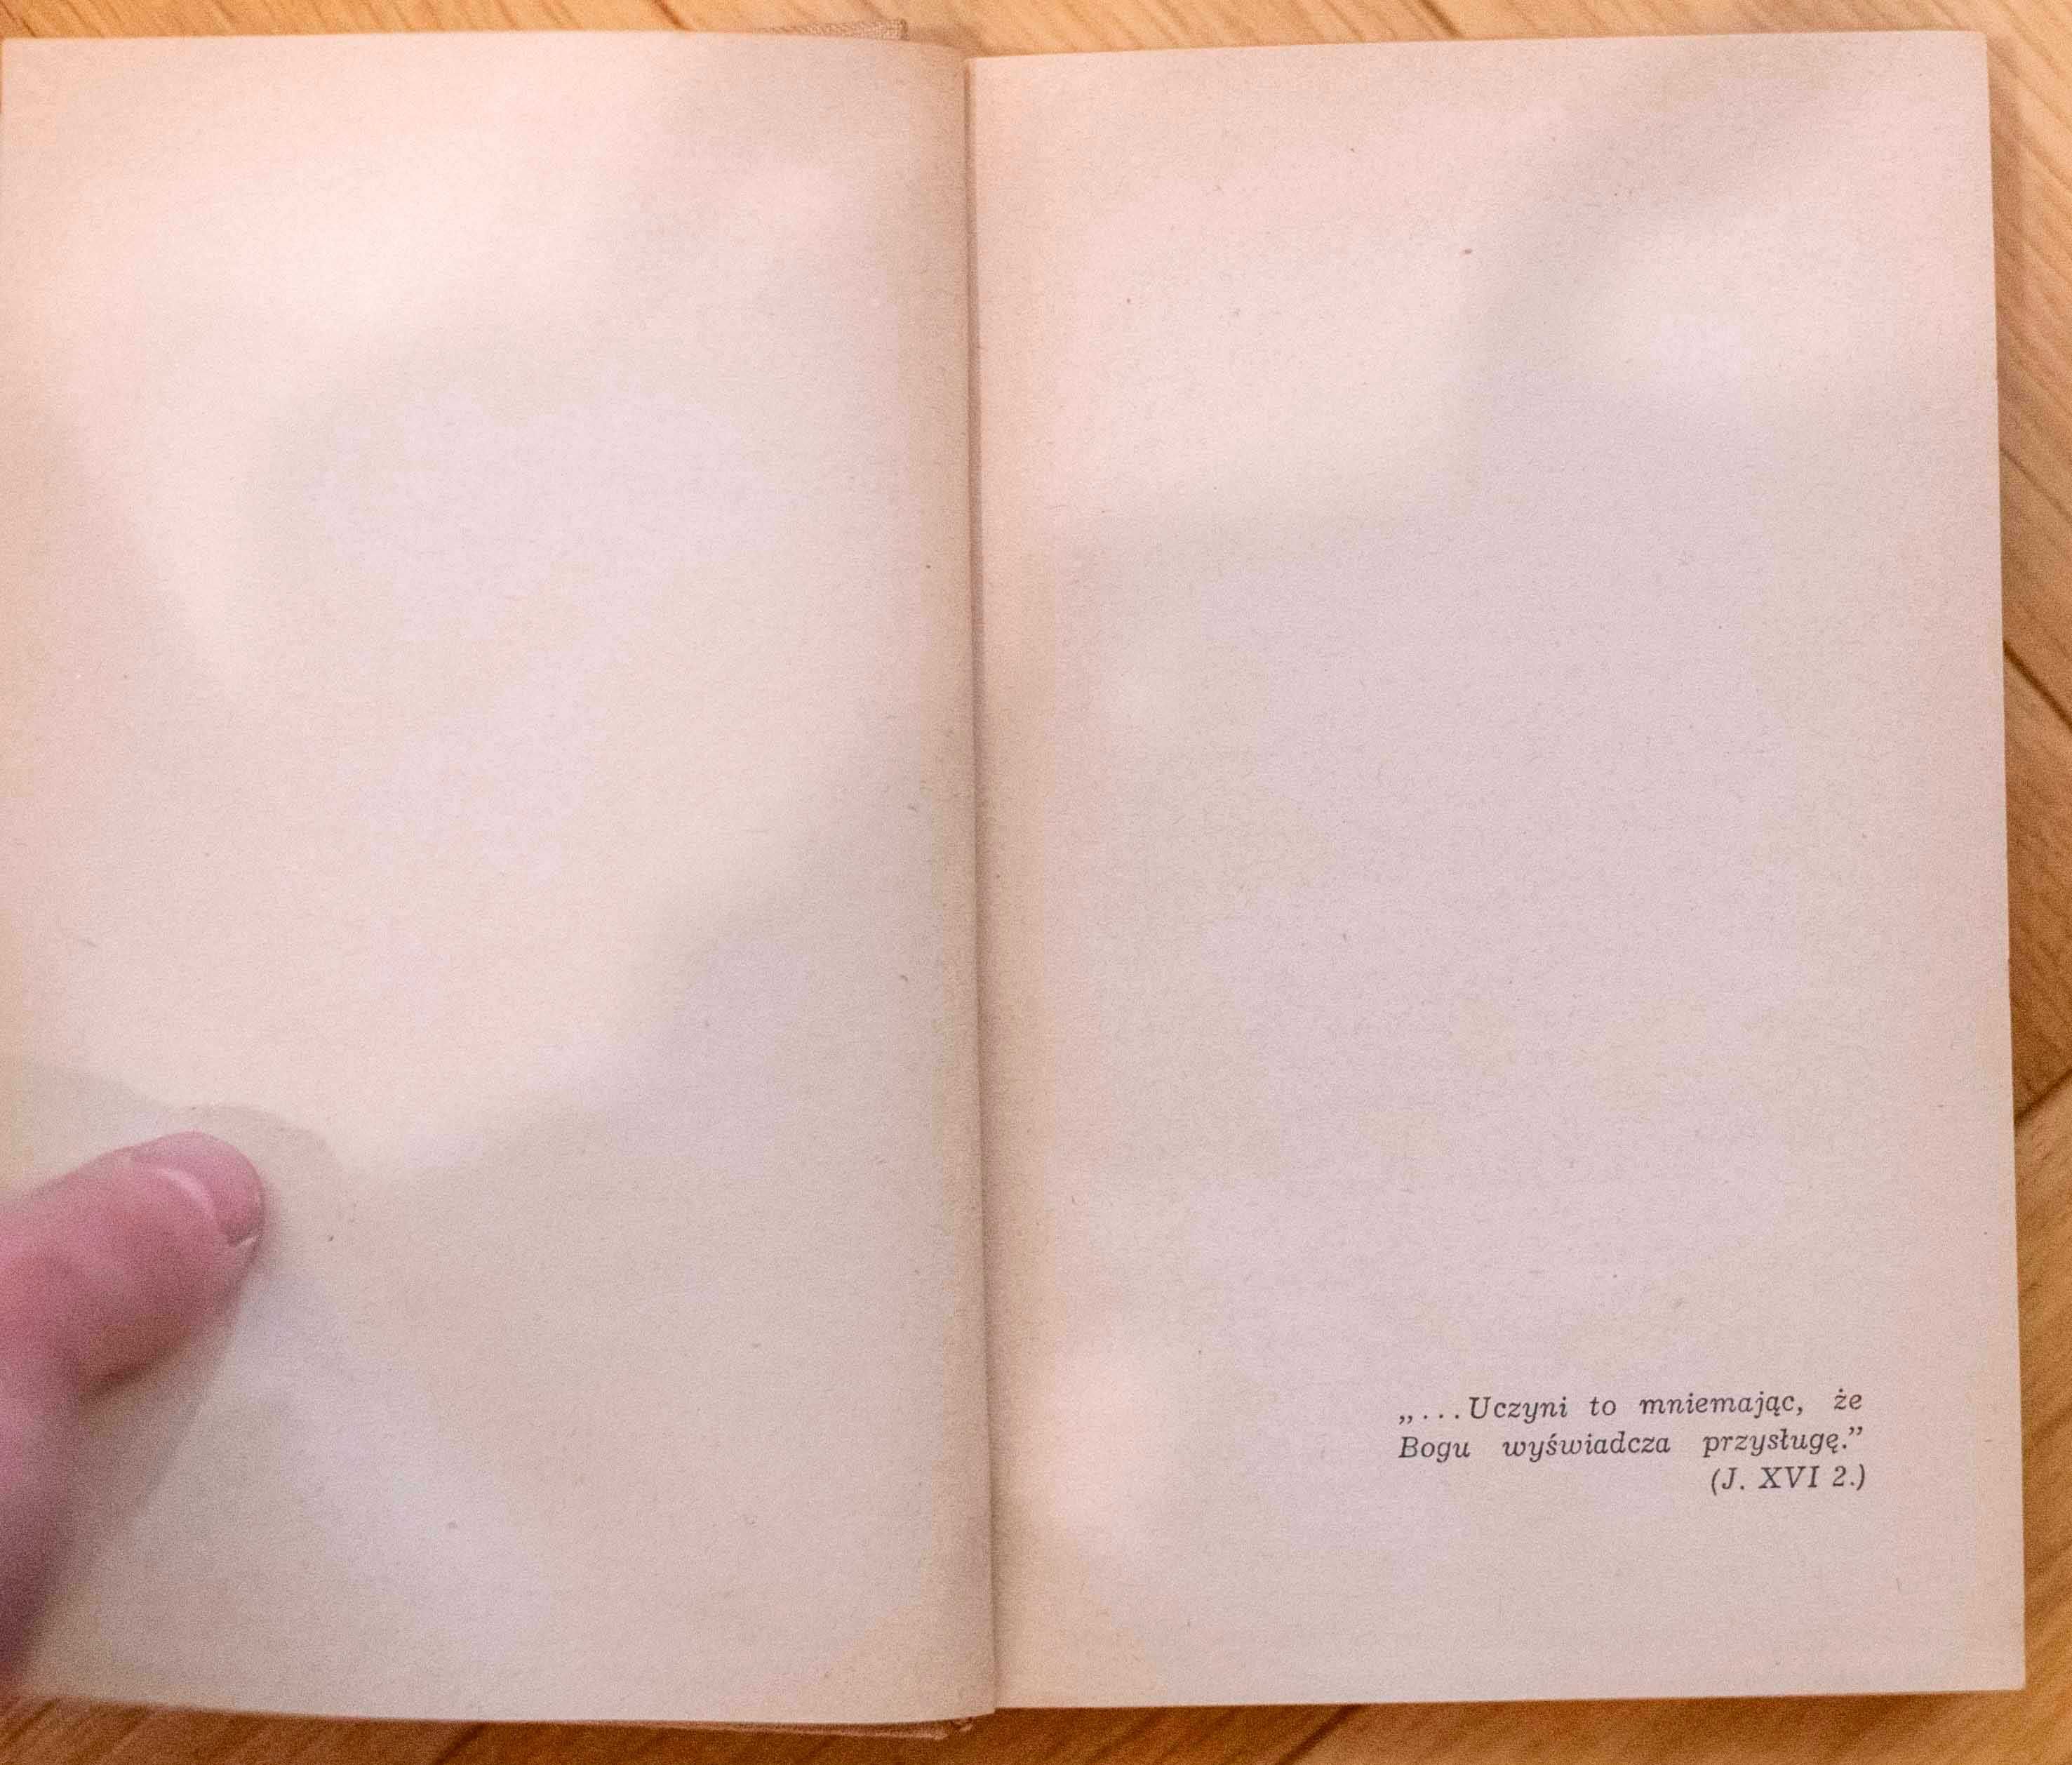 „...Uczyni to mniemając, że
Bogu wyświadcza przysługę.”
(J. XVI 2.)